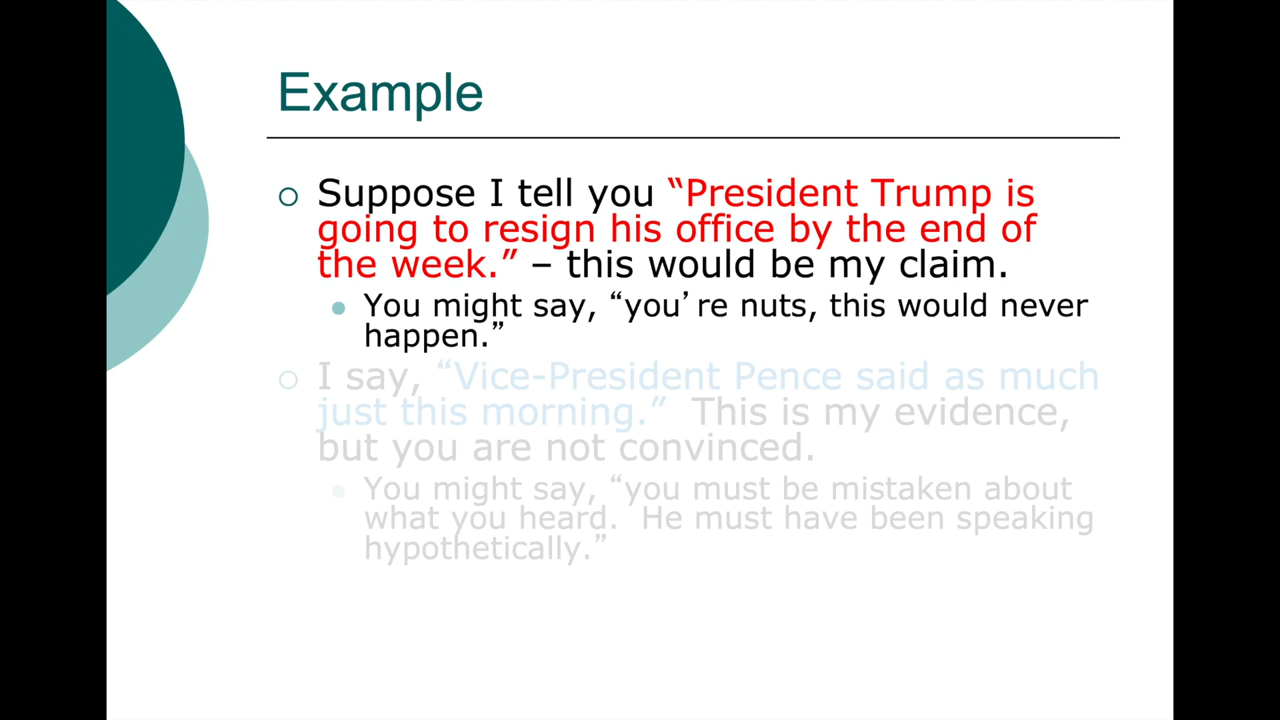 Example
Suppose I tell you “President Trump is
going to resign his office by the end of
the week.” – this would be my claim.
You might say, “you’re nuts, this would never
happen.”
I say, “Vice-President Pence said as much
just this morning.” This is my evidence,
but you are not convinced.
You might say, “you must be mistaken about
what you heard. He must have been speaking
hypothetically.”